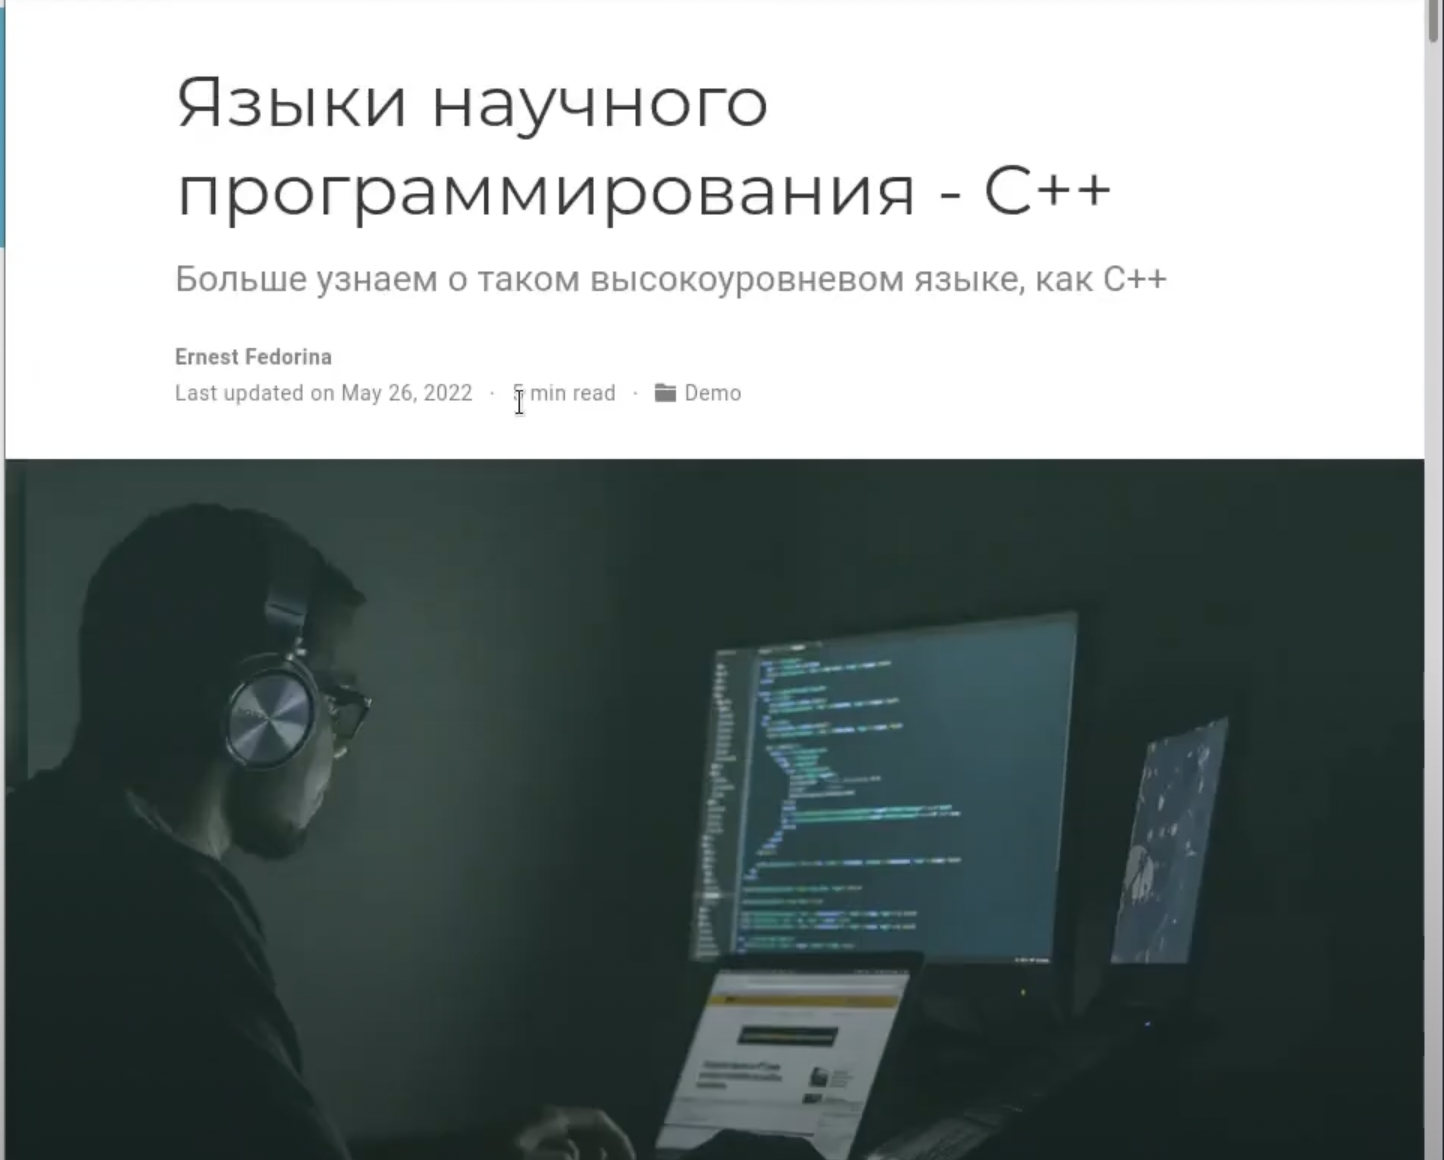 Языки научного
программирования - C++
Больше узнаем о таком высокоуровневом языке, как C++
Ernest Fedorina
Last updated on May 26, 2022 · 5 min read · Demo